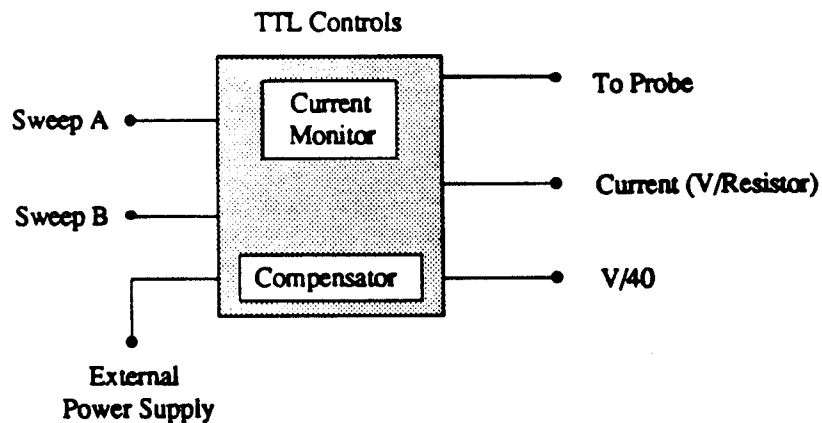 TTL Controls
Current
Monitor
To Probe
Sweep A
Current (V/Resistor)
Sweep B
Compensator
V/40
External
Power Supply